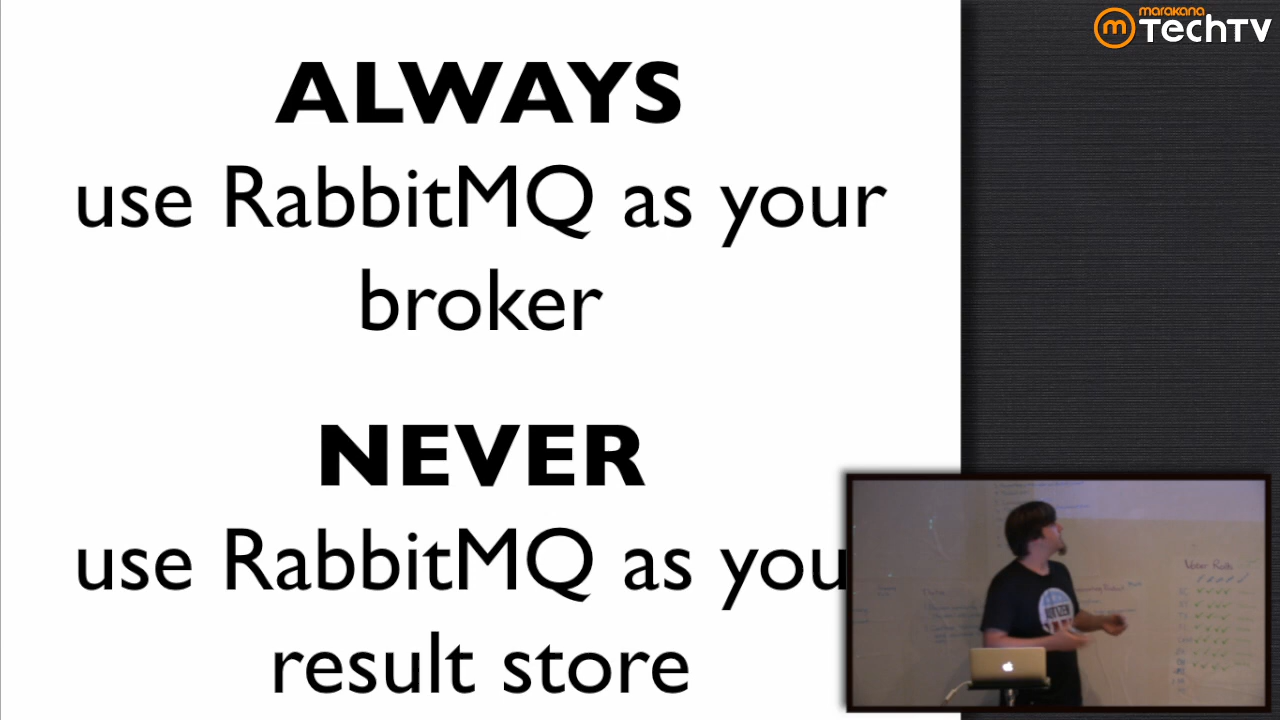 marakana
m TechTV
ALWAYS
use RabbitMQ as your
broker
NEVER
use RabbitMQ as you
result store